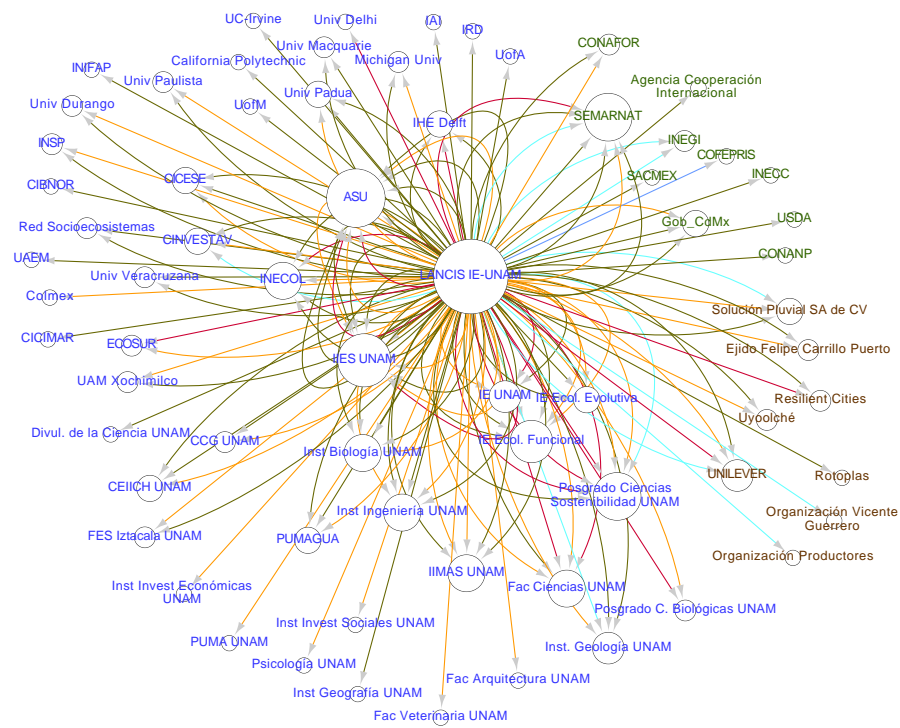 UC-Irvine
Univ Delhi
IAI
IRD
Univ Macquarie
CONAFOR
California Polytechnic
Michigan Univ
UofA
INIFAP
Univ Paulista
Agencia Cooperación
Internacional
Univ Padua
Univ Durango
UofM
SEMARNAT
IHE Delft
INSP
INEGI
COFEPRIS
CICESE
SACMEX
INECC
CIBNOR
ASU
Red Socioecosistemas
Gob_CdMx
USDA
CINVESTAV
UAEM
CONANP
Univ Veracruzana
INECOL
LANCIS IE-UNAM
Colmex
Solución Pluvial SA de CV
CICIMAR
ECOSUR
Ejido Felipe Carrillo Puerto
IES UNAM
UAM Xochimilco
IE UNAM
IE Ecol. Evolutiva
Resilient Cities
Uyoolché
Divul. de la Ciencia UNAM
CCG UNAM
IE Ecol. Funcional
Inst Biología UNAM
UNILEVER
Rotoplas
CEIICH UNAM
Posgrado Ciencias
Sostenibilidad UNAM
Inst Ingeniería UNAM
Organización Vicente
Guerrero
FES Iztacala UNAM
PUMAGUA
Organización Productores
IIMAS UNAM
Inst Invest Económicas
UNAM
Fac Ciencias UNAM
Posgrado C. Biológicas UNAM
Inst Invest Sociales UNAM
PUMA UNAM
Inst. Geología UNAM
Psicología UNAM
Fac Arquitectura UNAM
Inst Geografía UNAM
Fac Veterinaria UNAM